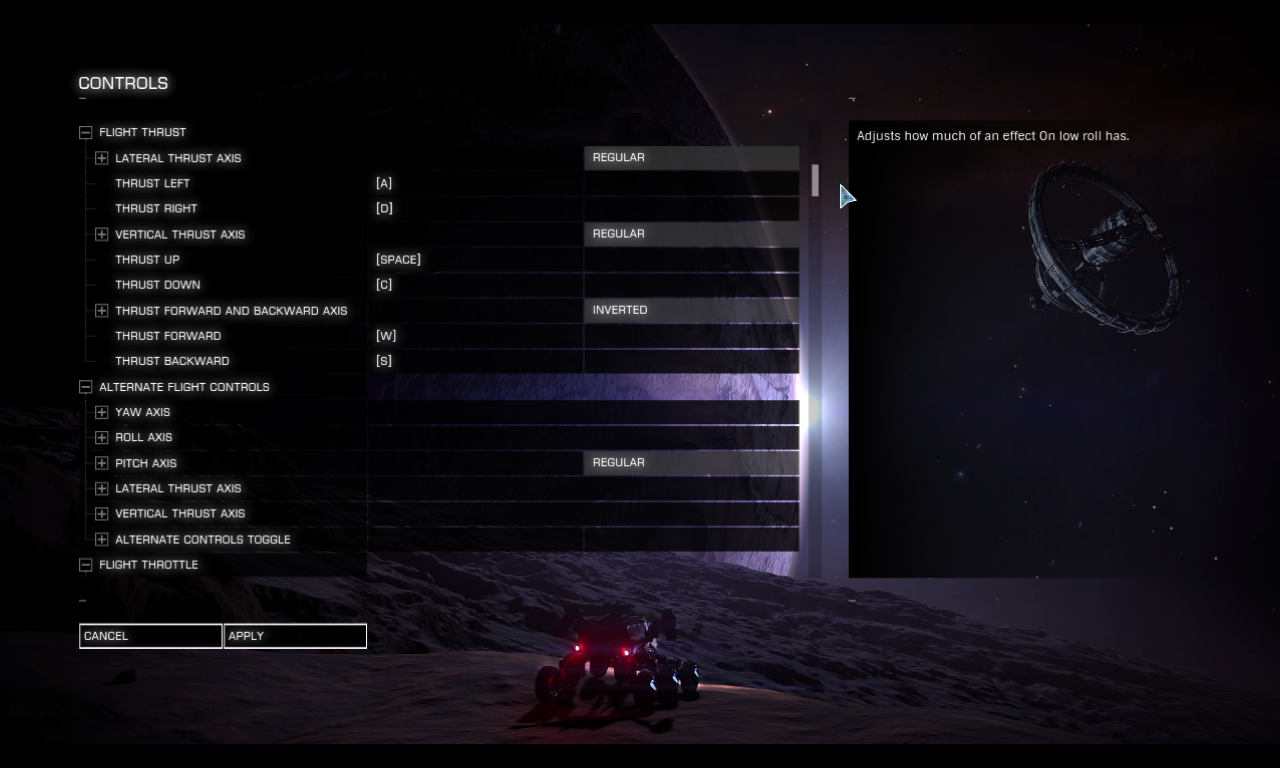 CONTROLS
Adjusts how much of an effect On low roll has.
FLIGHT THRUST
LATERAL THRUST AXIS REGULAR
THRUST LEFT [A]
THRUST RIGHT [D]
VERTICAL THRUST AXIS REGULAR
THRUST UP [SPACE]
THRUST DOWN [C]
THRUST FORWARD AND BACKWARD AXIS INVERTED
THRUST FORWARD [W]
THRUST BACKWARD [S]
ALTERNATE FLIGHT CONTROLS
YAW AXIS
ROLL AXIS
PITCH AXIS REGULAR
LATERAL THRUST AXIS
VERTICAL THRUST AXIS
ALTERNATE CONTROLS TOGGLE
FLIGHT THROTTLE
CANCEL APPLY